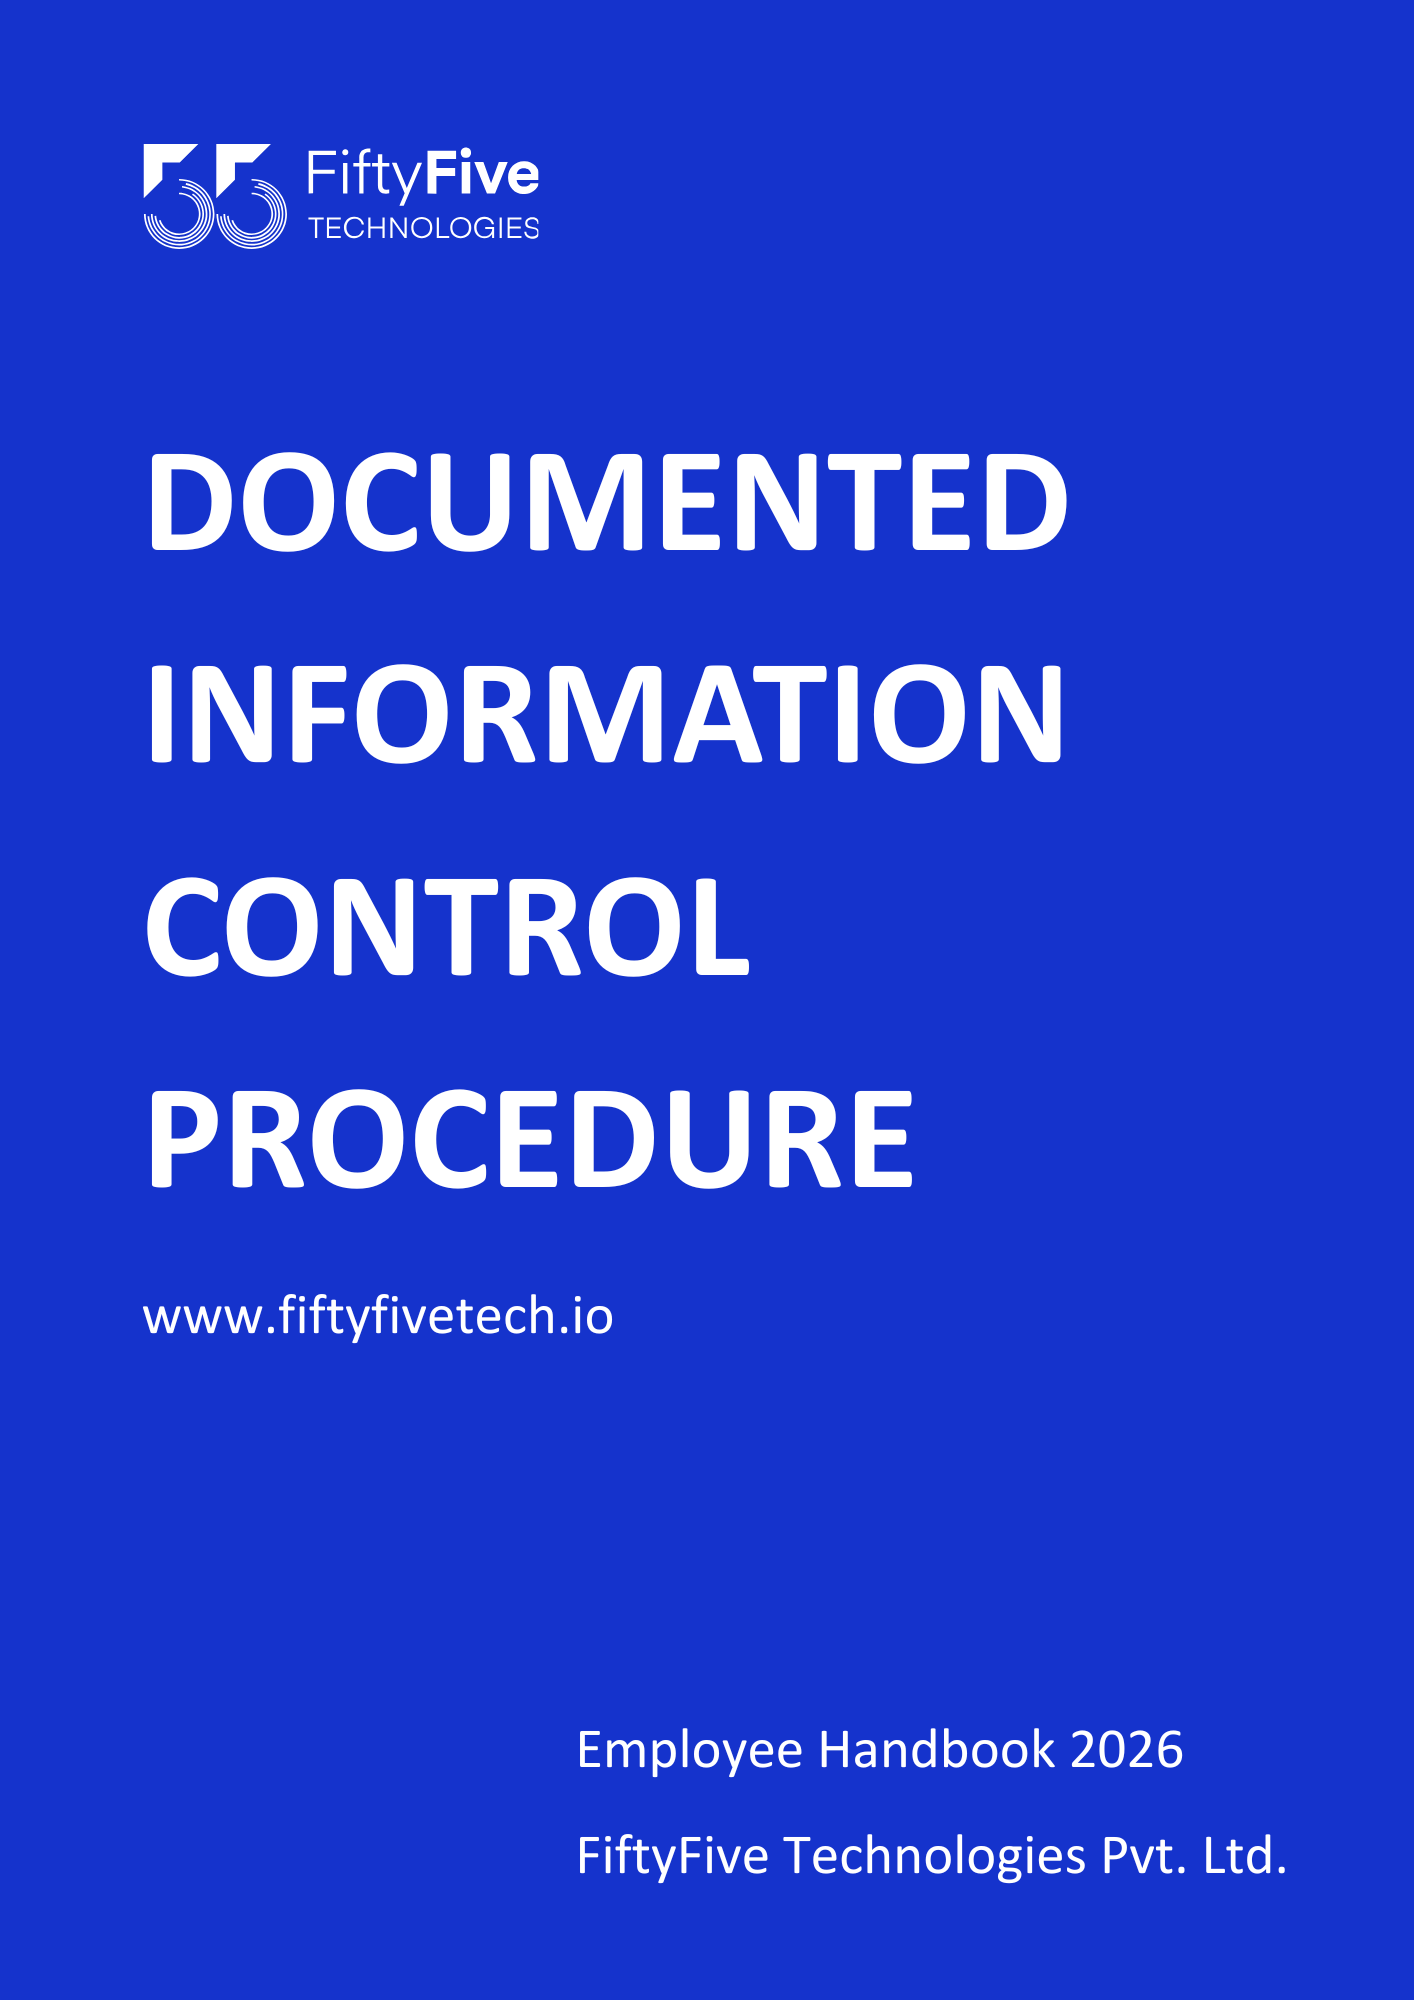 FiftyFive
TECHNOLOGIES
DOCUMENTED
INFORMATION
CONTROL
PROCEDURE
www.fiftyfivetech.io
Employee Handbook 2026
FiftyFive Technologies Pvt. Ltd.